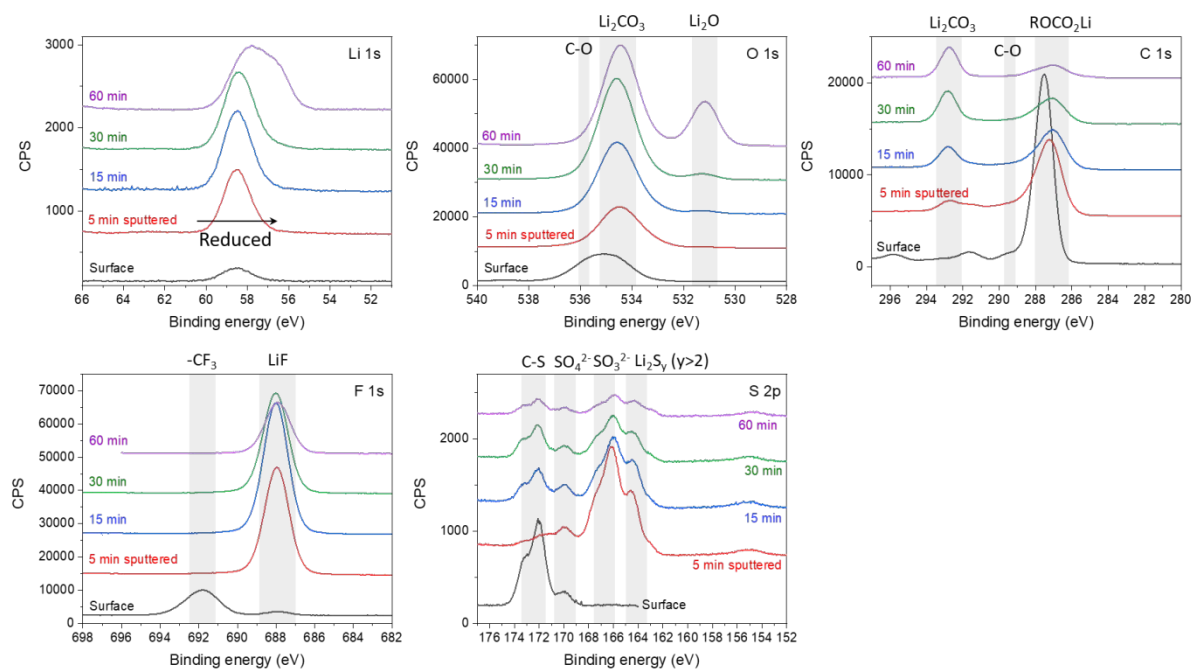 Li 1s
3000
2000
1000
CPS
60 min
30 min
15 min
5 min sputtered
Reduced
Surface
66 64 62 60 58 56 54 52
Binding energy (eV)
Li₂CO₃ Li₂O
C-O
O 1s
60000
40000
20000
0
CPS
60 min
30 min
15 min
5 min sputtered
Surface
540 538 536 534 532 530 528
Binding energy (eV)
Li₂CO₃ ROCO₂Li
C-O
C 1s
20000
10000
0
CPS
60 min
30 min
15 min
5 min sputtered
Surface
296 294 292 290 288 286 284 282 280
Binding energy (eV)
-CF₃ LiF
F 1s
70000
60000
50000
40000
30000
20000
10000
0
CPS
60 min
30 min
15 min
5 min sputtered
Surface
698 696 694 692 690 688 686 684 682
Binding energy (eV)
C-S SO₄²⁻ SO₃²⁻ Li₂Sᵧ (y>2)
S 2p
2000
1000
0
CPS
60 min
30 min
15 min
5 min sputtered
Surface
176 174 172 170 168 166 164 162 160 158 156 154 152
Binding energy (eV)